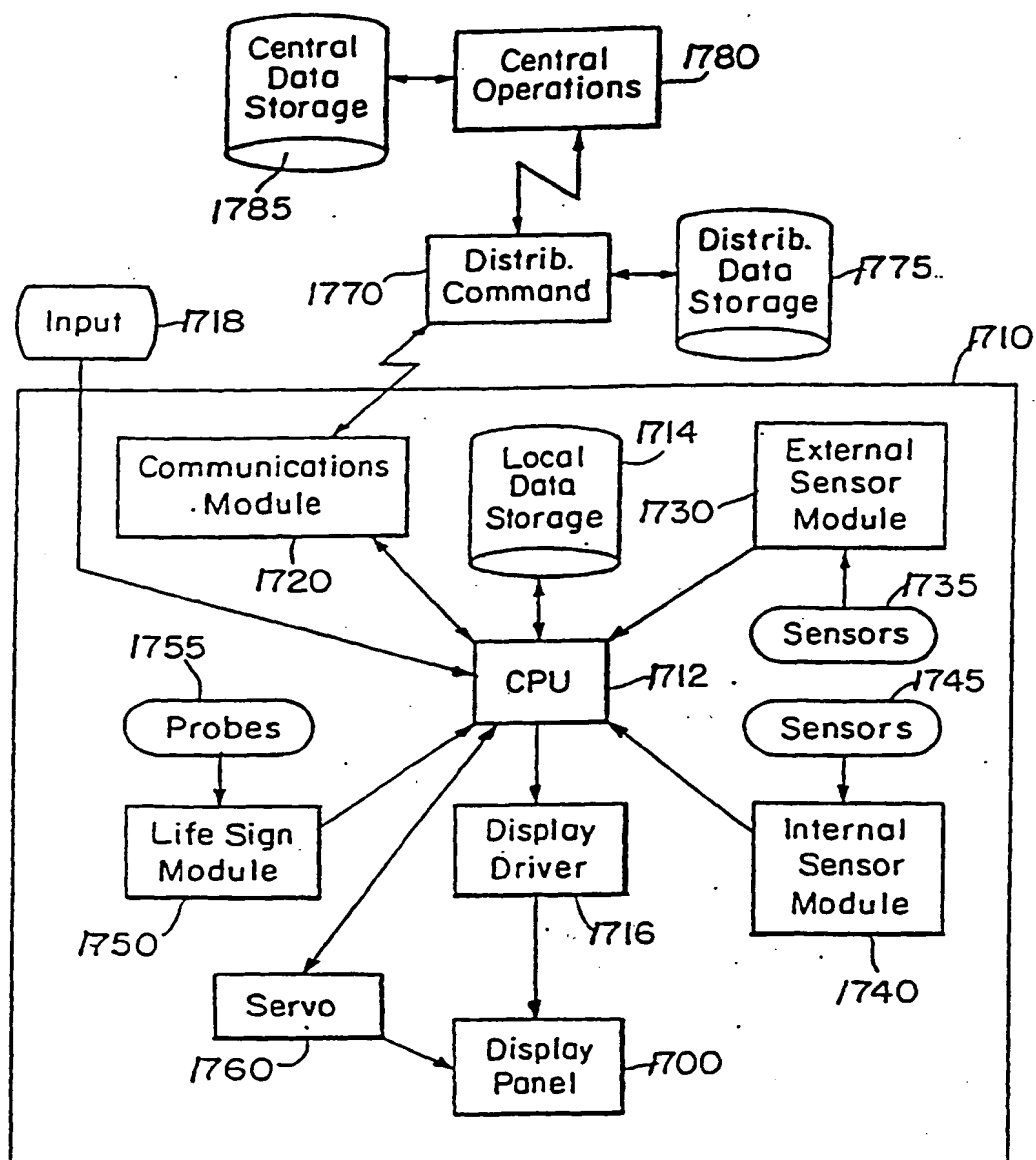 Central
Data
Storage
1785
Central
Operations
1780
Distrib.
Command
1770
Distrib.
Data
Storage
1775
Input
1718
1710
Communications
Module
1720
Local
Data
Storage
1714
External
Sensor
Module
1730
Sensors
1735
CPU
1712
Probes
1755
Sensors
1745
Life Sign
Module
1750
Display
Driver
1716
Internal
Sensor
Module
1740
Servo
1760
Display
Panel
1700